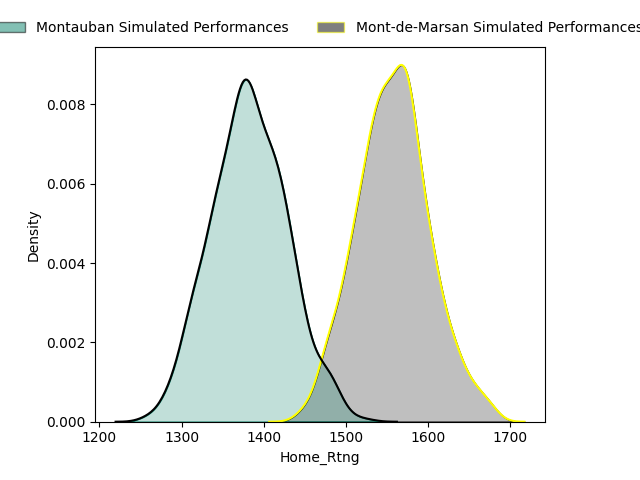 Montauban Simulated Performances Mont-de-Marsan Simulated Performances
0.008
0.006
0.004
0.002
0.000
Density
1200 1300 1400 1500 1600 1700
Home_Rtng